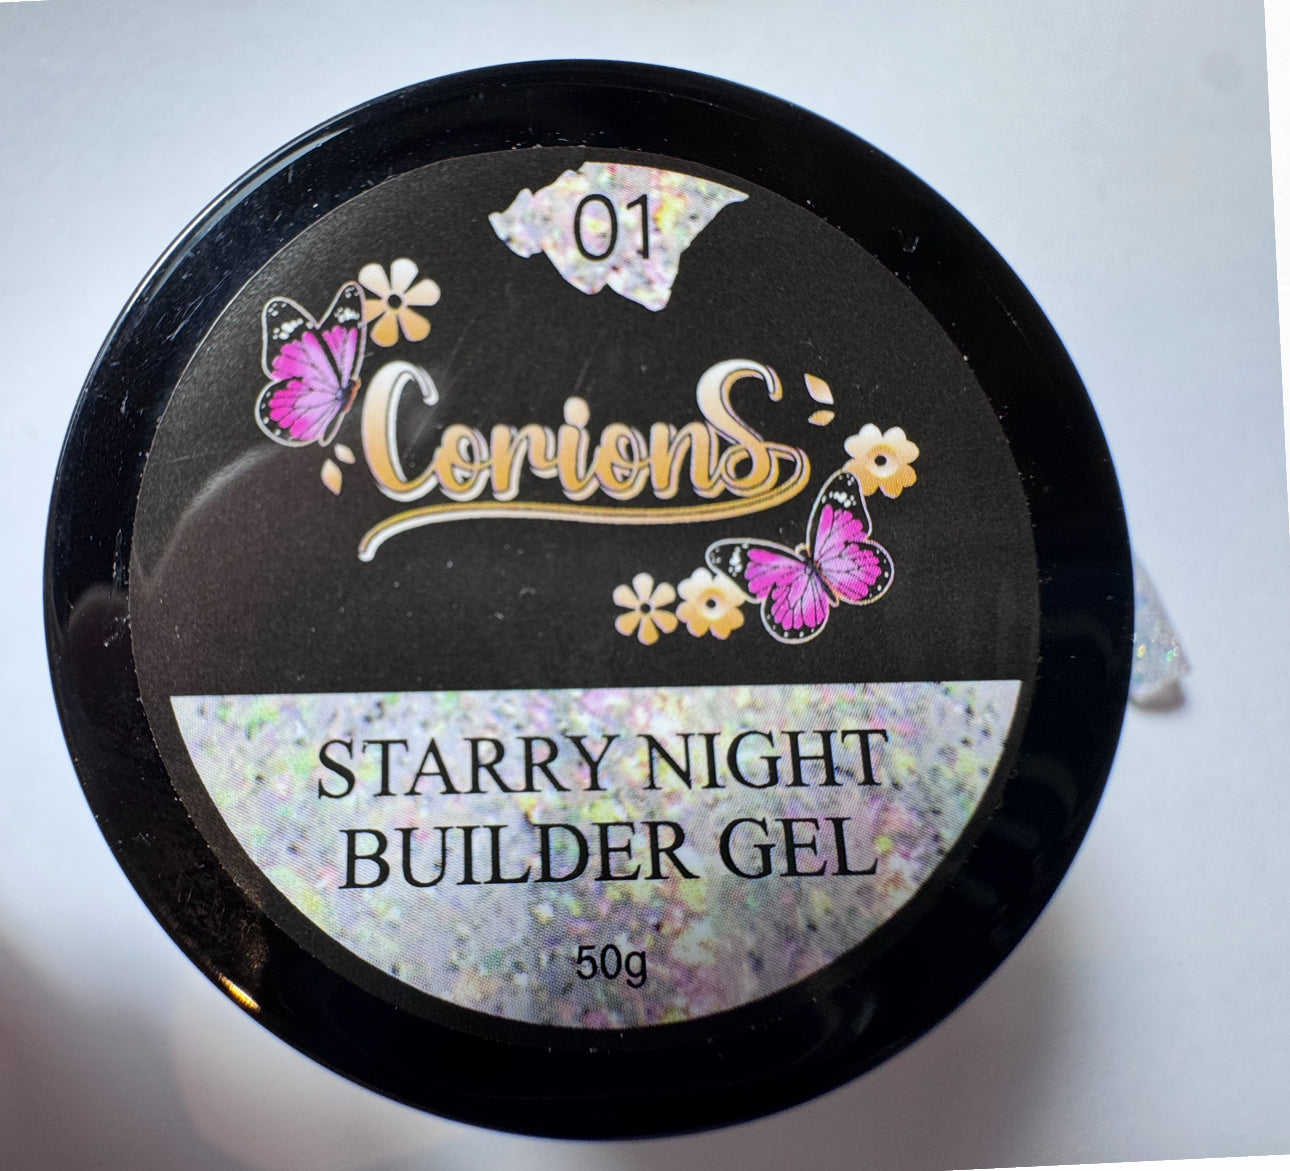 01
CorionS
STARRY NIGHT
BUILDER GEL
50g